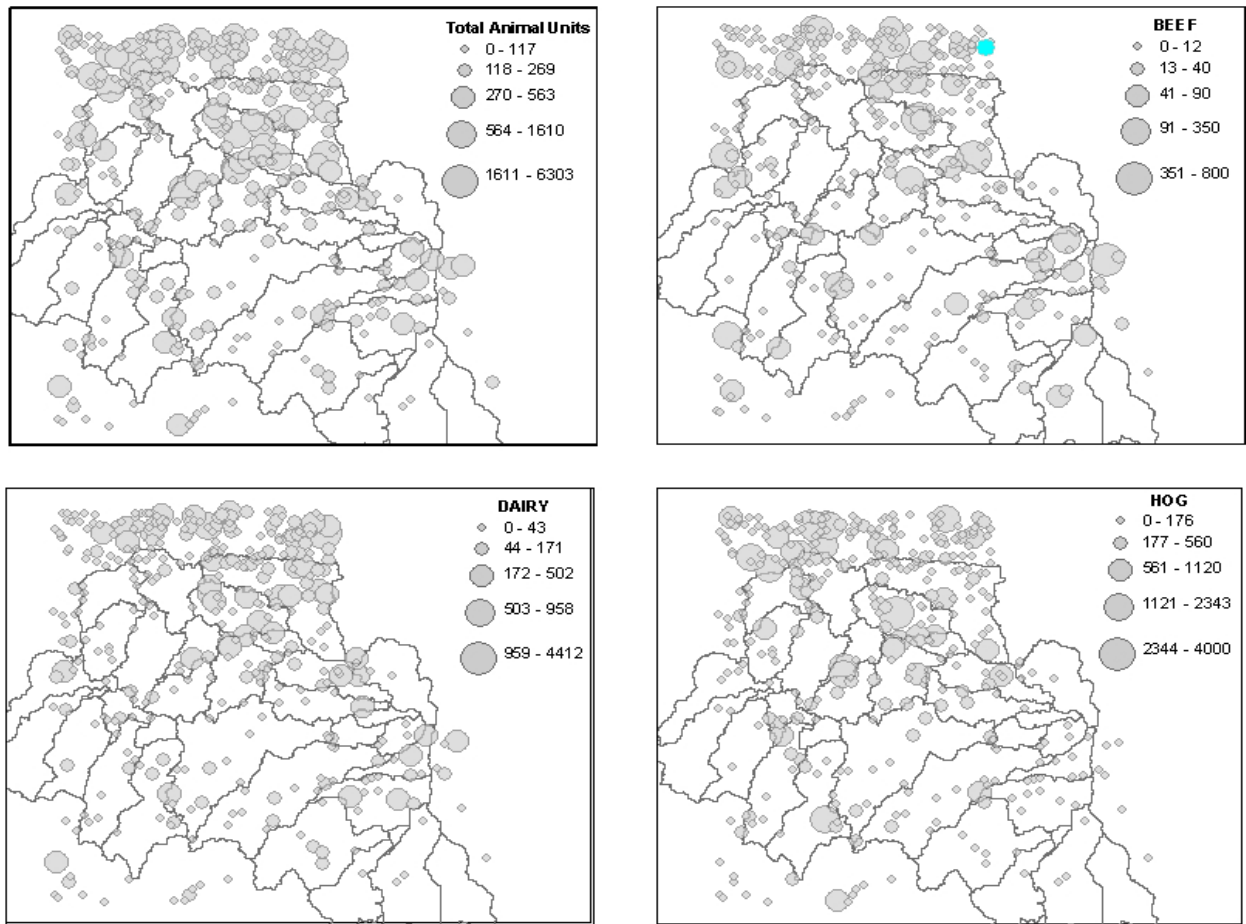 Total Animal Units
0 - 117
118 - 269
270 - 563
564 - 1610
1611 - 6303
BEEF
0 - 12
13 - 40
41 - 90
91 - 350
351 - 800
DAIRY
0 - 43
44 - 171
172 - 502
503 - 958
959 - 4412
HOG
0 - 176
177 - 560
561 - 1120
1121 - 2343
2344 - 4000